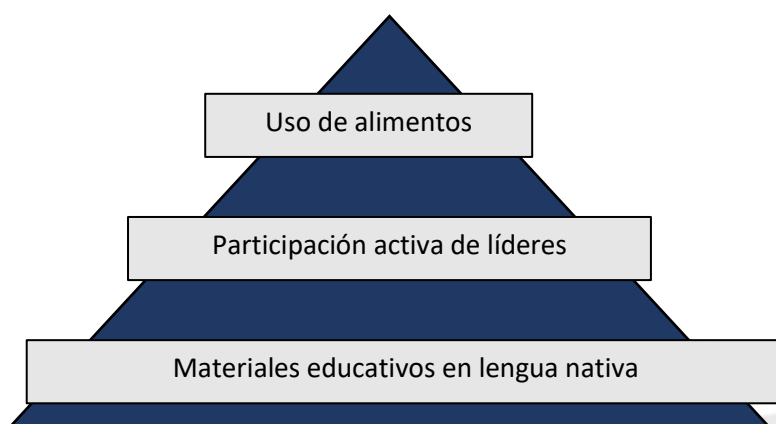 Uso de alimentos
Participación activa de líderes
Materiales educativos en lengua nativa